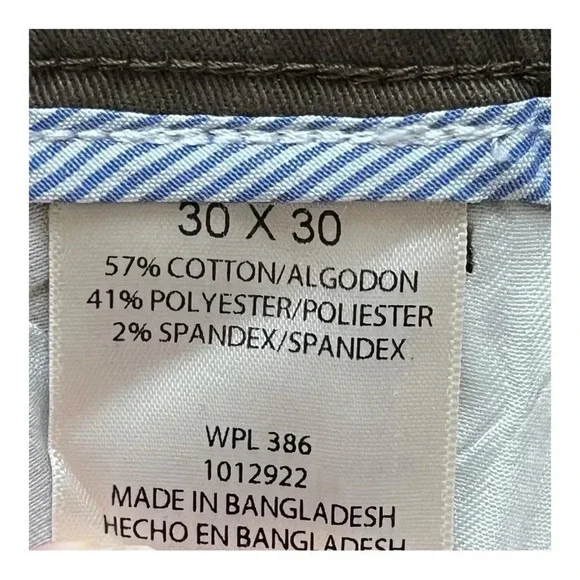 30 X 30
57% COTTON/ALGODON
41% POLYESTER/POLIESTER
2% SPANDEX/SPANDEX
WPL 386
1012922
MADE IN BANGLADESH
HECHO EN BANGLADESH